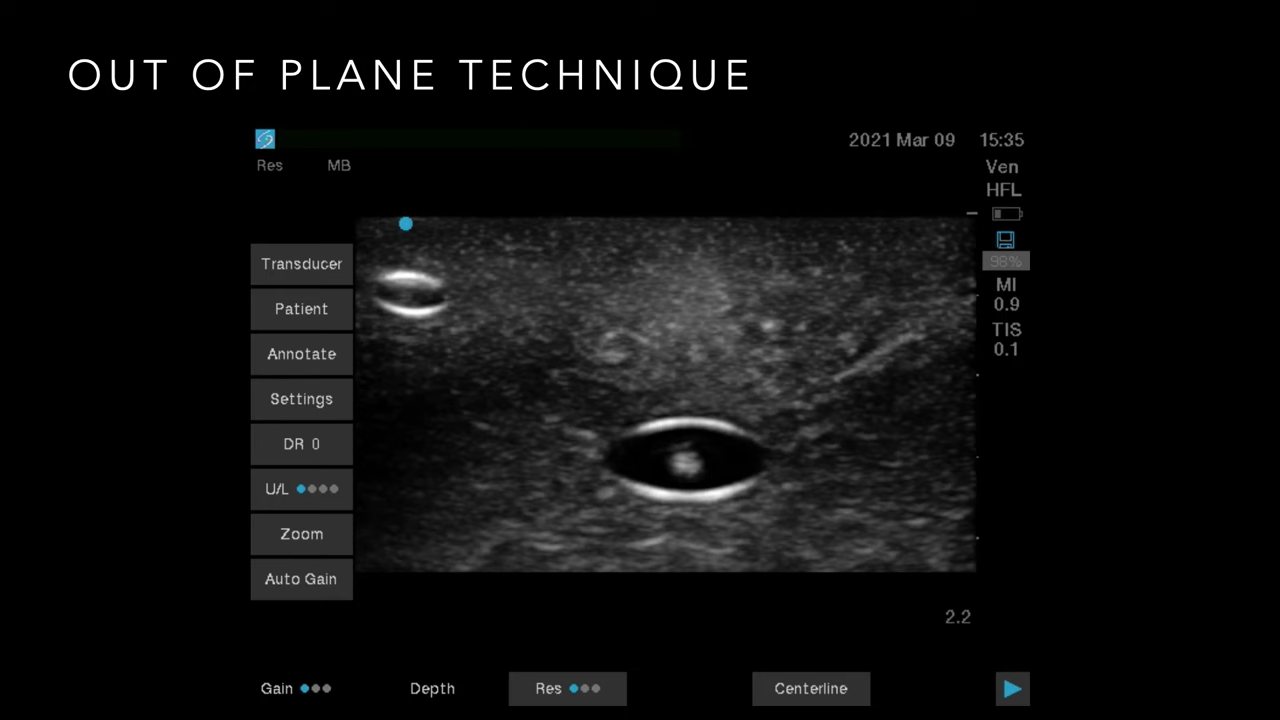 OUT OF PLANE TECHNIQUE
2021 Mar 09 15:35
Res MB
Ven
HFL
98%
MI
0.9
TIS
0.1
Transducer
Patient
Annotate
Settings
DR 0
U/L
Zoom
Auto Gain
2.2
Gain Depth Res Centerline